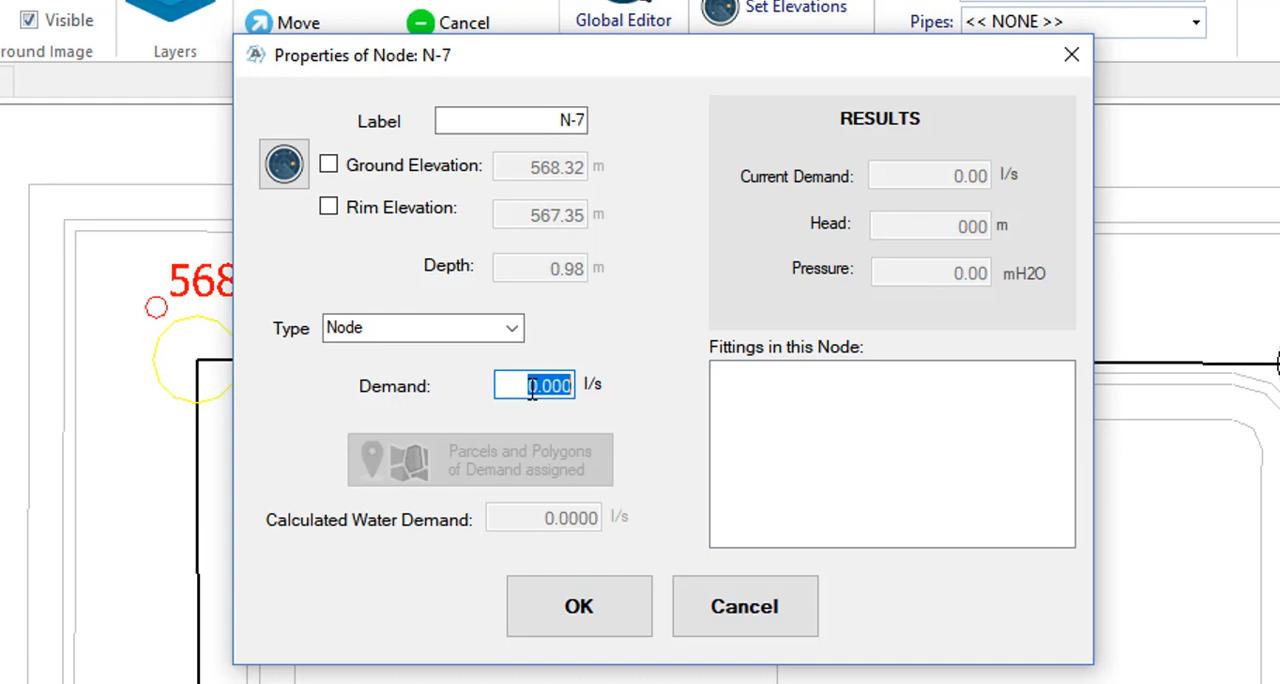 Visible
Move
Cancel
Global Editor
Set Elevations
Pipes: << NONE >>
round Image
Layers
Properties of Node: N-7
Label N-7
Ground Elevation: 568.32 m
Rim Elevation: 567.35 m
Depth: 0.98 m
Type Node
Demand: 0.000 l/s
Parcels and Polygons
of Demand assigned
Calculated Water Demand: 0.0000 l/s
OK
Cancel
RESULTS
Current Demand: 0.00 l/s
Head: 000 m
Pressure: 0.00 mH2O
Fittings in this Node:
568